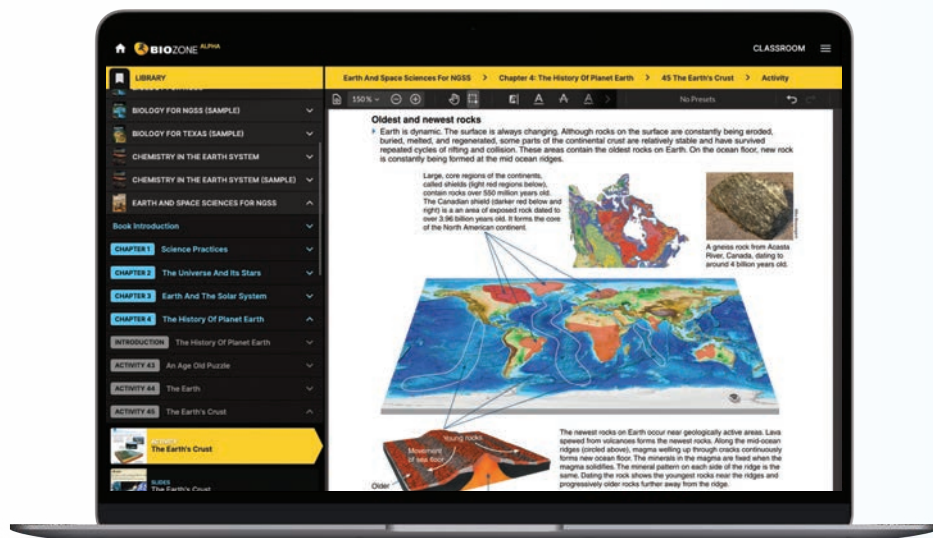 BIOZONE ALPHA
CLASSROOM
LIBRARY
BIOLOGY FOR NGSS (SAMPLE)
BIOLOGY FOR TEXAS (SAMPLE)
CHEMISTRY IN THE EARTH SYSTEM
CHEMISTRY IN THE EARTH SYSTEM (SAMPLE)
EARTH AND SPACE SCIENCES FOR NGSS
Book Introduction
CHAPTER 1 Science Practices
CHAPTER 2 The Universe And Its Stars
CHAPTER 3 Earth And The Solar System
CHAPTER 4 The History Of Planet Earth
INTRODUCTION The History Of Planet Earth
ACTIVITY 43 An Age Old Puzzle
ACTIVITY 44 The Earth
ACTIVITY 45 The Earth's Crust
ACTIVITY
The Earth's Crust
SLIDES
The Earth's Crust
Earth And Space Sciences For NGSS > Chapter 4: The History Of Planet Earth > 45 The Earth's Crust > Activity
150% No Presets
Oldest and newest rocks
Earth is dynamic. The surface is always changing. Although rocks on the surface are constantly being eroded,
buried, melted, and regenerated, some parts of the continental crust are relatively stable and have survived
repeated cycles of rifting and collision. These areas contain the oldest rocks on Earth. On the ocean floor, new rock
is constantly being formed at the mid ocean ridges.
Large, core regions of the continents,
called shields (light red regions below),
contain rocks over 550 million years old.
The Canadian shield (darker red below and
right) is a an area of exposed rock dated to
over 3.96 billion years old. It forms the core
of the North American continent.
A gneiss rock from Acasta
River, Canada, dating to
around 4 billion years old.
Young rocks
Movement
of sea floor
Older
The newest rocks on Earth occur near geologically active areas. Lava
spewed from volcanoes forms the newest rocks. Along the mid-ocean
ridges (circled above), magma welling up through cracks continuously
forms new ocean floor. The minerals in the magma are fixed when the
magma solidifies. The mineral pattern on each side of the ridge is the
same. Dating the rock shows the youngest rocks near the ridges and
progressively older rocks further away from the ridge.